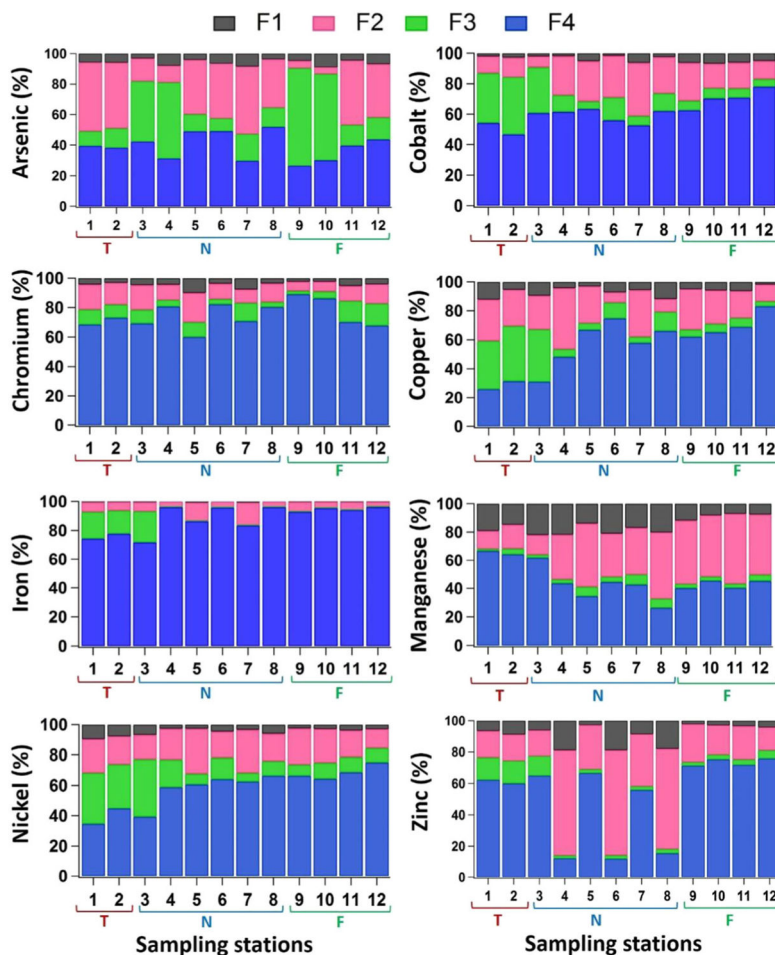 F1 F2 F3 F4
Arsenic (%)
100
80
60
40
20
0
1 2 3 4 5 6 7 8 9 10 11 12
T N F
Cobalt (%)
100
80
60
40
20
0
1 2 3 4 5 6 7 8 9 10 11 12
T N F
Chromium (%)
100
80
60
40
20
0
1 2 3 4 5 6 7 8 9 10 11 12
T N F
Copper (%)
100
80
60
40
20
0
1 2 3 4 5 6 7 8 9 10 11 12
T N F
Iron (%)
100
80
60
40
20
0
1 2 3 4 5 6 7 8 9 10 11 12
T N F
Manganese (%)
100
80
60
40
20
0
1 2 3 4 5 6 7 8 9 10 11 12
T N F
Nickel (%)
100
80
60
40
20
0
1 2 3 4 5 6 7 8 9 10 11 12
T N F
Sampling stations
Zinc (%)
100
80
60
40
20
0
1 2 3 4 5 6 7 8 9 10 11 12
T N F
Sampling stations